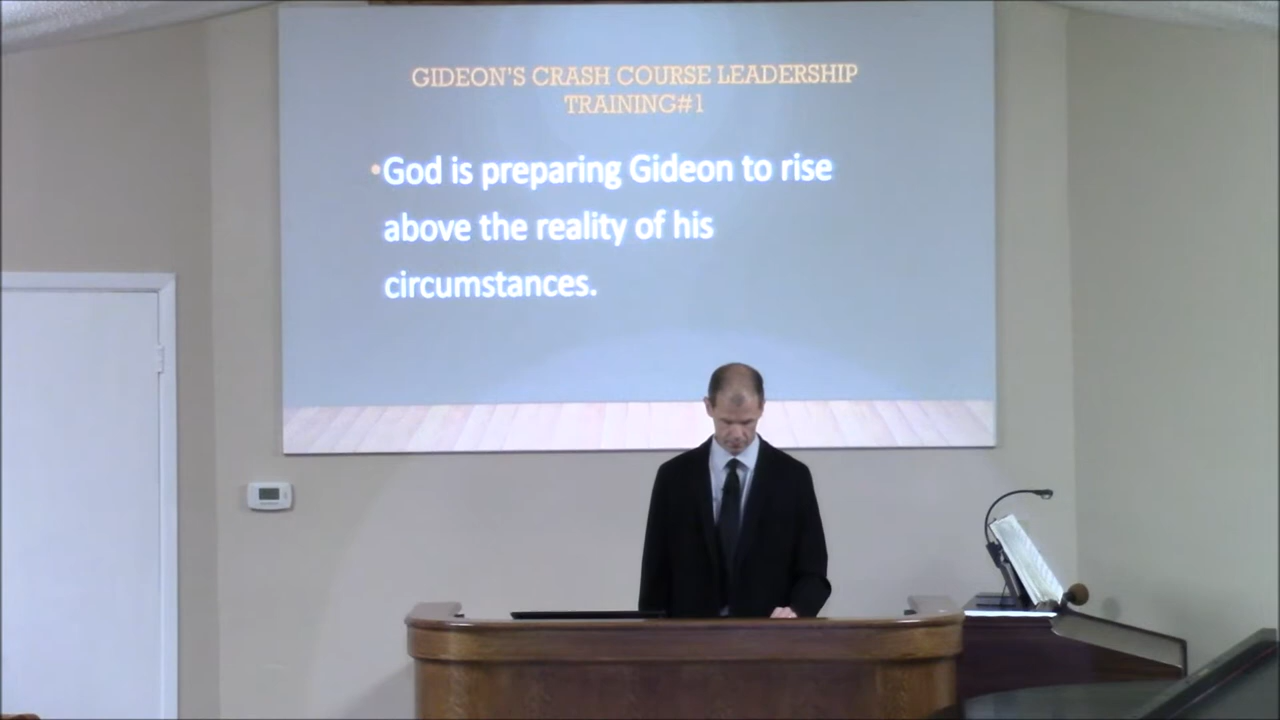 GIDEON'S CRASH COURSE LEADERSHIP
TRAINING#1
•God is preparing Gideon to rise
above the reality of his
circumstances.